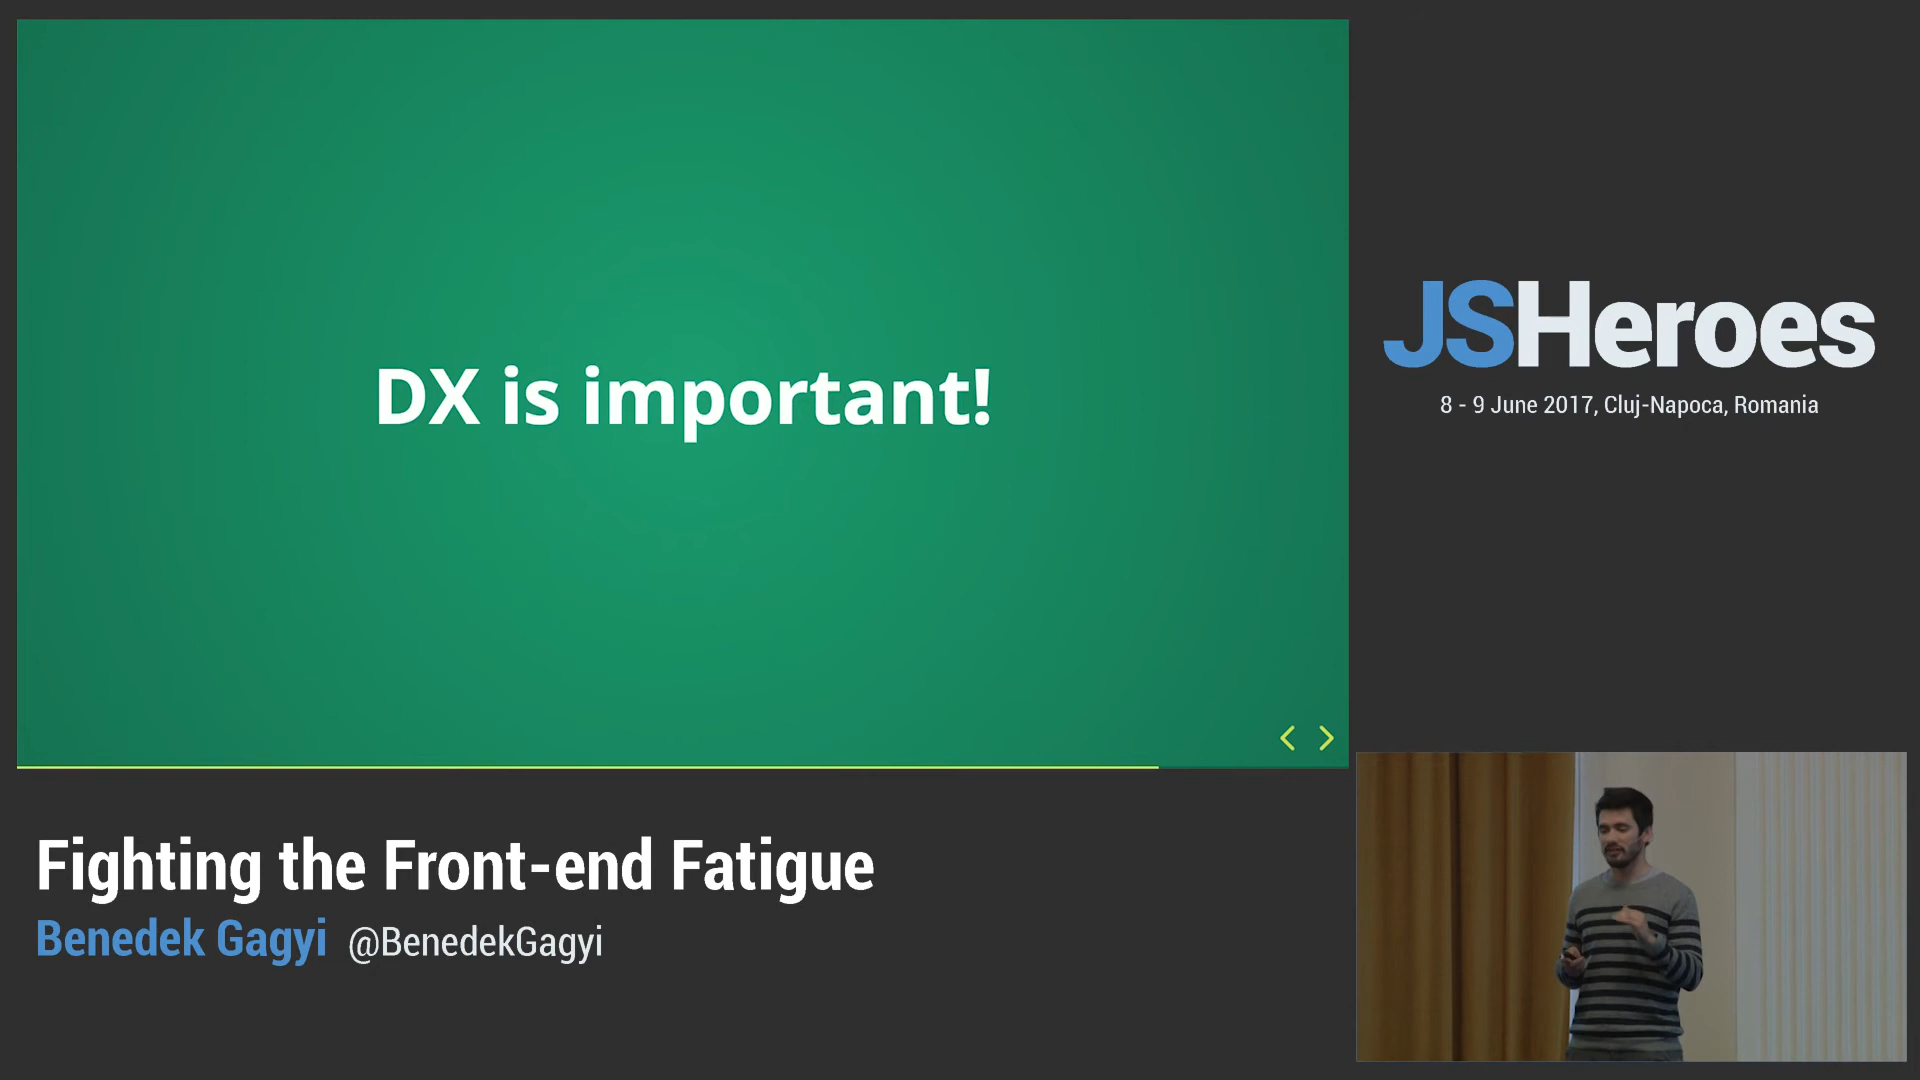 DX is important!
JSHeroes
8 - 9 June 2017, Cluj-Napoca, Romania
Fighting the Front-end Fatigue
Benedek Gagyi @BenedekGagyi